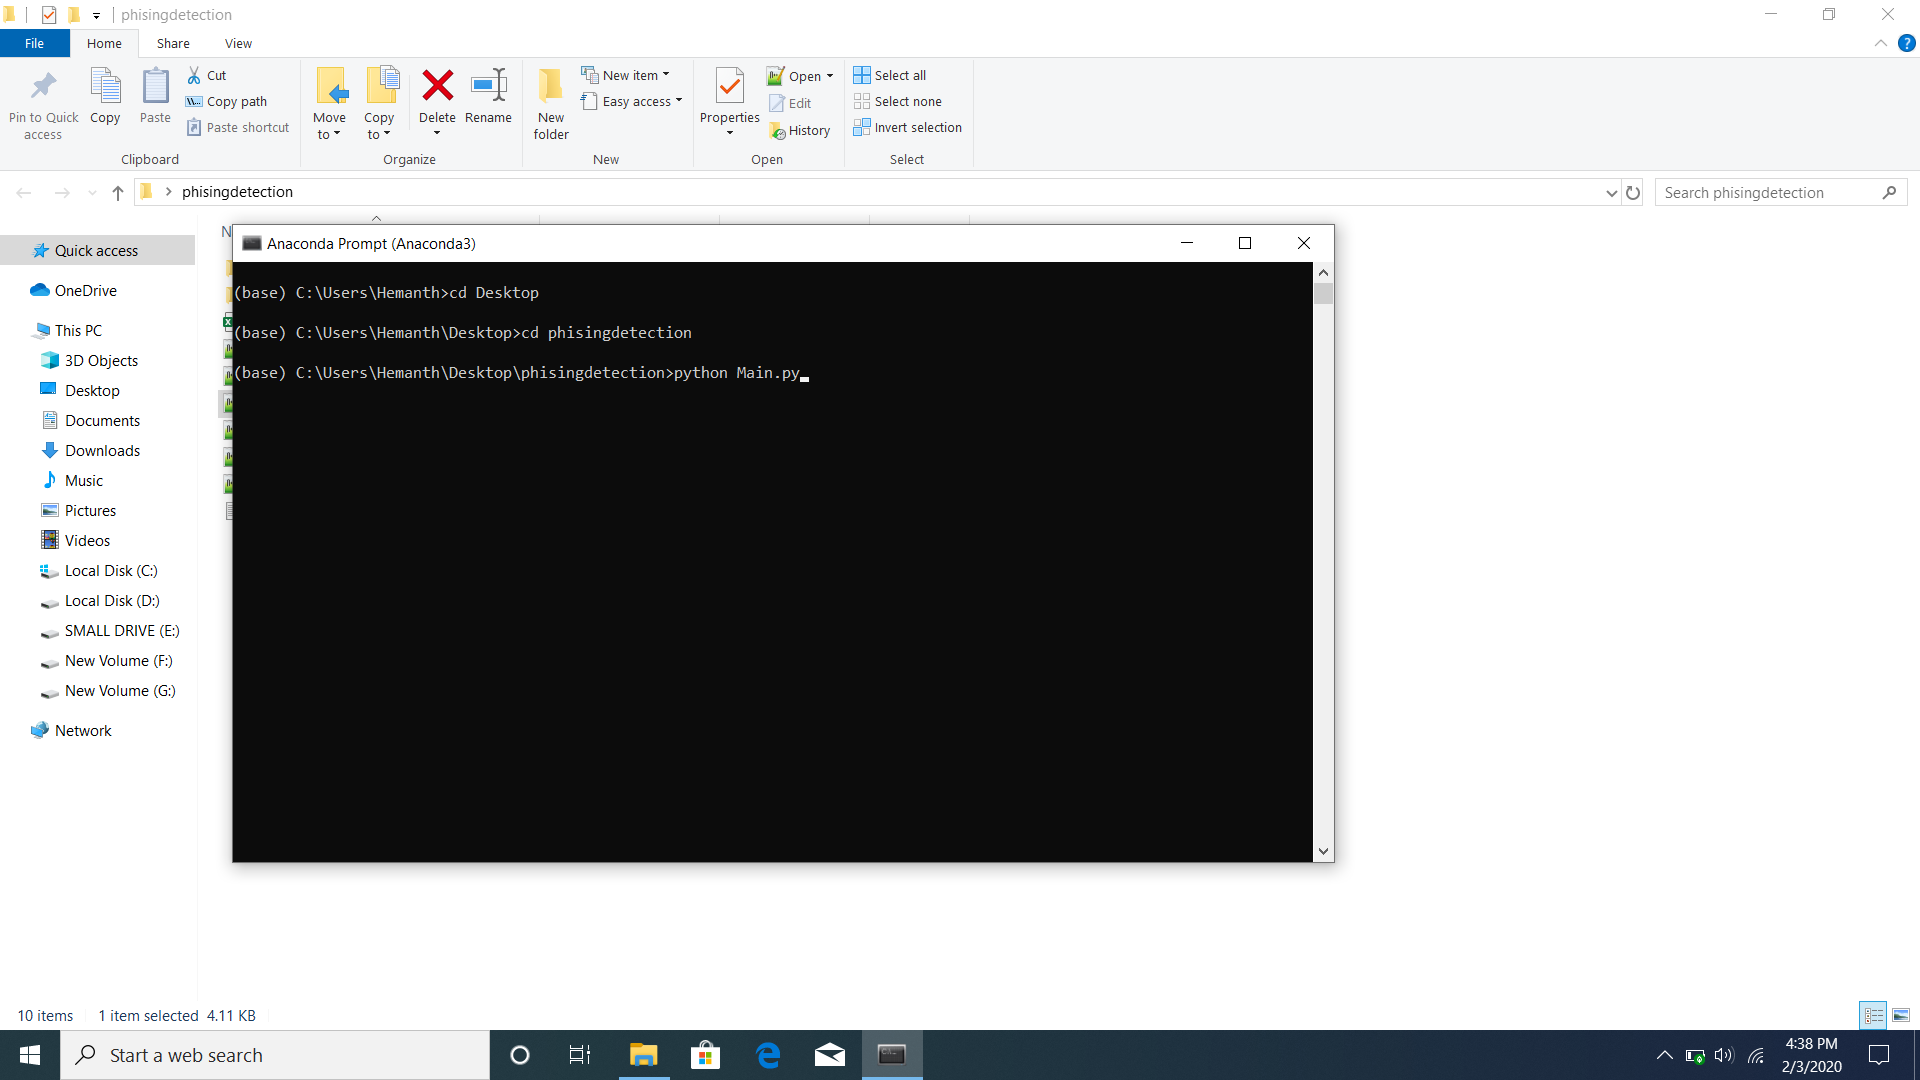 phisingdetection
File
Home
Share
View
Pin to Quick
access
Copy
Paste
Cut
Copy path
Paste shortcut
Clipboard
Move
to
Copy
to
Delete
Rename
Organize
New
folder
New item
Easy access
New
Properties
Open
Edit
History
Open
Select all
Select none
Invert selection
Select
phisingdetection
Search phisingdetection
Quick access
OneDrive
This PC
3D Objects
Desktop
Documents
Downloads
Music
Pictures
Videos
Local Disk (C:)
Local Disk (D:)
SMALL DRIVE (E:)
New Volume (F:)
New Volume (G:)
Network
Anaconda Prompt (Anaconda3)
(base) C:\Users\Hemanth>cd Desktop
(base) C:\Users\Hemanth\Desktop>cd phisingdetection
(base) C:\Users\Hemanth\Desktop\phisingdetection>python Main.py
10 items
1 item selected 4.11 KB
Start a web search
4:38 PM
2/3/2020